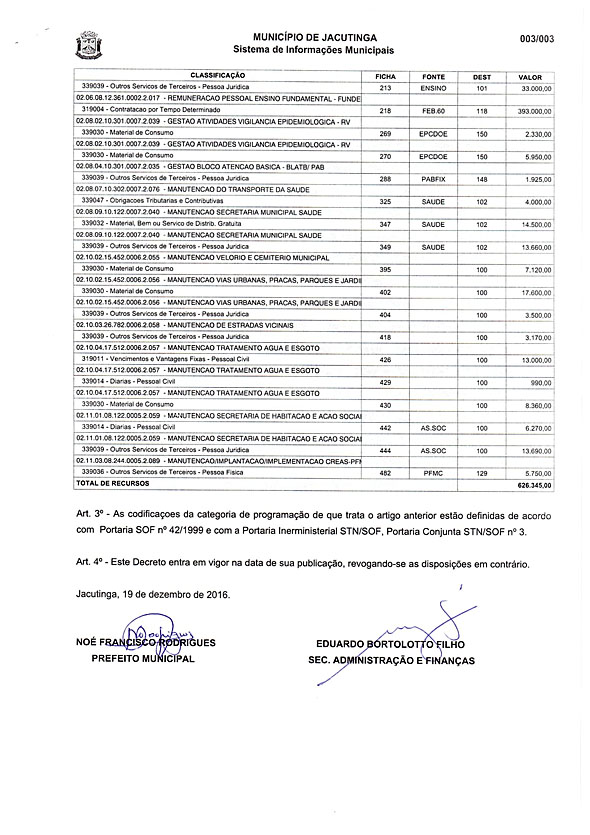 MUNICÍPIO DE JACUTINGA
003/003
Sistema de Informações Municipais
CLASSIFICAÇÃO FICHA FONTE DEST VALOR
339039 - Outros Servicos de Terceiros - Pessoa Juridica 213 ENSINO 101 33.000,00
02.06.08.12.361.0002.2.017 - REMUNERACAO PESSOAL ENSINO FUNDAMENTAL - FUNDE
319004 - Contratacao por Tempo Determinado 218 FEB.60 118 393.000,00
02.08.02.10.301.0007.2.039 - GESTAO ATIVIDADES VIGILANCIA EPIDEMIOLOGICA - RV
339030 - Material de Consumo 269 EPCDOE 150 2.330,00
02.08.02.10.301.0007.2.039 - GESTAO ATIVIDADES VIGILANCIA EPIDEMIOLOGICA - RV
339030 - Material de Consumo 270 EPCDOE 150 5.950,00
02.08.04.10.301.0007.2.035 - GESTAO BLOCO ATENCAO BASICA - BLATB/ PAB
339039 - Outros Servicos de Terceiros - Pessoa Juridica 288 PABFIX 148 1.925,00
02.08.07.10.302.0007.2.076 - MANUTENCAO DO TRANSPORTE DA SAUDE
339047 - Obrigacoes Tributarias e Contributivas 325 SAUDE 102 4.000,00
02.08.09.10.122.0007.2.040 - MANUTENCAO SECRETARIA MUNICIPAL SAUDE
339032 - Material, Bem ou Servico de Distrib. Gratuita 347 SAUDE 102 14.500,00
02.08.09.10.122.0007.2.040 - MANUTENCAO SECRETARIA MUNICIPAL SAUDE
339039 - Outros Servicos de Terceiros - Pessoa Juridica 349 SAUDE 102 13.660,00
02.10.02.15.452.0006.2.055 - MANUTENCAO VELORIO E CEMITERIO MUNICIPAL
339030 - Material de Consumo 395 100 7.120,00
02.10.02.15.452.0006.2.056 - MANUTENCAO VIAS URBANAS, PRACAS, PARQUES E JARDI
339030 - Material de Consumo 402 100 17.600,00
02.10.02.15.452.0006.2.056 - MANUTENCAO VIAS URBANAS, PRACAS, PARQUES E JARDI
339039 - Outros Servicos de Terceiros - Pessoa Juridica 404 100 3.500,00
02.10.03.26.782.0006.2.058 - MANUTENCAO DE ESTRADAS VICINAIS
339039 - Outros Servicos de Terceiros - Pessoa Juridica 418 100 3.170,00
02.10.04.17.512.0006.2.057 - MANUTENCAO TRATAMENTO AGUA E ESGOTO
319011 - Vencimentos e Vantagens Fixas - Pessoal Civil 426 100 13.000,00
02.10.04.17.512.0006.2.057 - MANUTENCAO TRATAMENTO AGUA E ESGOTO
339014 - Diarias - Pessoal Civil 429 100 990,00
02.10.04.17.512.0006.2.057 - MANUTENCAO TRATAMENTO AGUA E ESGOTO
339030 - Material de Consumo 430 100 8.360,00
02.11.01.08.122.0005.2.059 - MANUTENCAO SECRETARIA DE HABITACAO E ACAO SOCIAL
339014 - Diarias - Pessoal Civil 442 AS.SOC 100 6.270,00
02.11.01.08.122.0005.2.059 - MANUTENCAO SECRETARIA DE HABITACAO E ACAO SOCIAL
339039 - Outros Servicos de Terceiros - Pessoa Juridica 444 AS.SOC 100 13.690,00
02.11.03.08.244.0005.2.089 - MANUTENCAO/IMPLANTACAO/IMPLEMENTACAO CREAS-PFM
339036 - Outros Servicos de Terceiros - Pessoa Fisica 482 PFMC 129 5.750,00
TOTAL DE RECURSOS 626.345,00
Art. 3º - As codificaçoes da categoria de programação de que trata o artigo anterior estão definidas de acordo
com Portaria SOF nº 42/1999 e com a Portaria Inerministerial STN/SOF, Portaria Conjunta STN/SOF nº 3.
Art. 4º - Este Decreto entra em vigor na data de sua publicação, revogando-se as disposições em contrário.
Jacutinga, 19 de dezembro de 2016.
NOÉ FRANCISCO RODRIGUES
PREFEITO MUNICIPAL
EDUARDO BORTOLOTTO FILHO
SEC. ADMINISTRAÇÃO E FINANÇAS